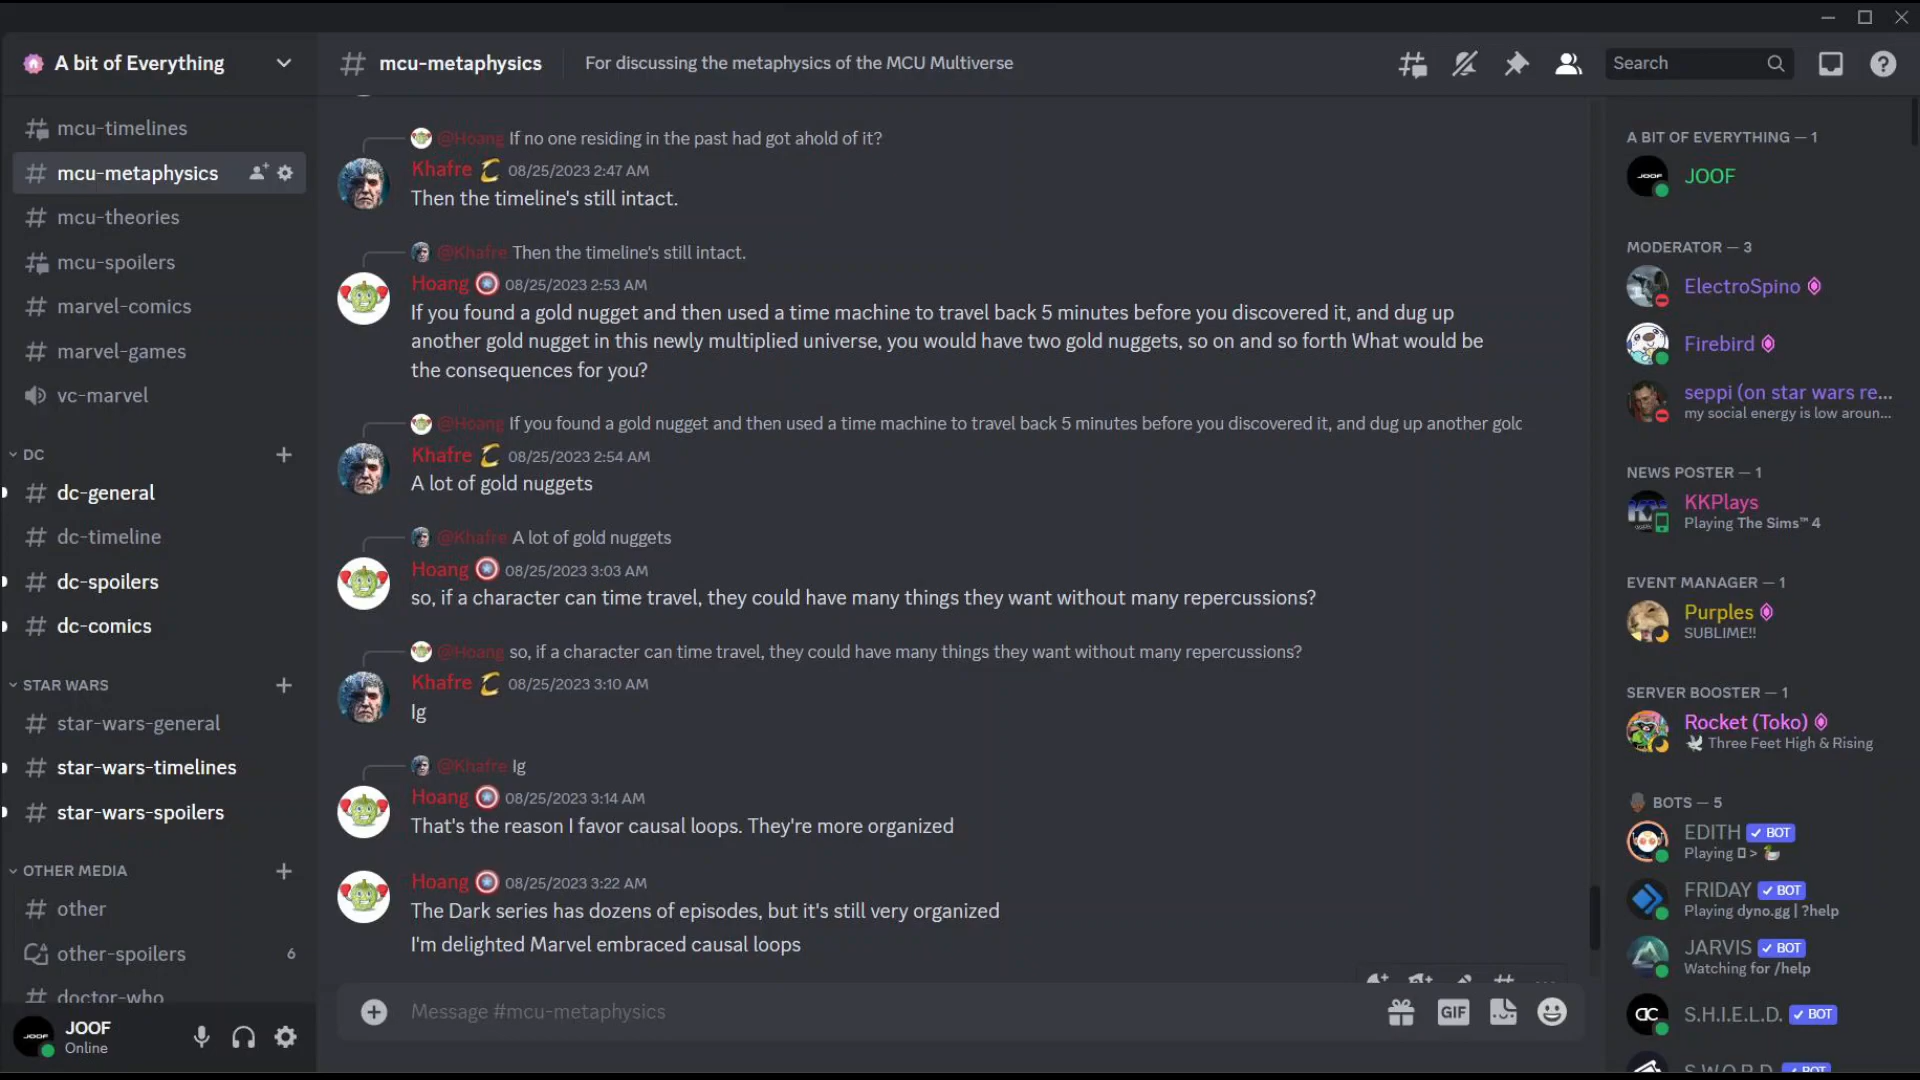 A bit of Everything
mcu-timelines
mcu-metaphysics
mcu-theories
mcu-spoilers
marvel-comics
marvel-games
vc-marvel
DC
dc-general
dc-timeline
dc-spoilers
dc-comics
STAR WARS
star-wars-general
star-wars-timelines
star-wars-spoilers
OTHER MEDIA
other
other-spoilers 6
doctor-who
JOOF
Online
mcu-metaphysics For discussing the metaphysics of the MCU Multiverse
Search
@Hoang If no one residing in the past had got ahold of it?
Khafre 08/25/2023 2:47 AM
Then the timeline's still intact.
@Khafre Then the timeline's still intact.
Hoang 08/25/2023 2:53 AM
If you found a gold nugget and then used a time machine to travel back 5 minutes before you discovered it, and dug up
another gold nugget in this newly multiplied universe, you would have two gold nuggets, so on and so forth What would be
the consequences for you?
@Hoang If you found a gold nugget and then used a time machine to travel back 5 minutes before you discovered it, and dug up another gold
Khafre 08/25/2023 2:54 AM
A lot of gold nuggets
@Khafre A lot of gold nuggets
Hoang 08/25/2023 3:03 AM
so, if a character can time travel, they could have many things they want without many repercussions?
@Hoang so, if a character can time travel, they could have many things they want without many repercussions?
Khafre 08/25/2023 3:10 AM
Ig
@Khafre Ig
Hoang 08/25/2023 3:14 AM
That's the reason I favor causal loops. They're more organized
Hoang 08/25/2023 3:22 AM
The Dark series has dozens of episodes, but it's still very organized
I'm delighted Marvel embraced causal loops
Message #mcu-metaphysics
GIF
A BIT OF EVERYTHING — 1
JOOF
MODERATOR — 3
ElectroSpino
Firebird
seppi (on star wars re...
my social energy is low aroun...
NEWS POSTER — 1
KKPlays
Playing The Sims™ 4
EVENT MANAGER — 1
Purples
SUBLIME!!
SERVER BOOSTER — 1
Rocket (Toko)
Three Feet High & Rising
BOTS — 5
EDITH BOT
Playing >
FRIDAY BOT
Playing dyno.gg | ?help
JARVIS BOT
Watching for /help
S.H.I.E.L.D. BOT
S.W.O.R.D. BOT